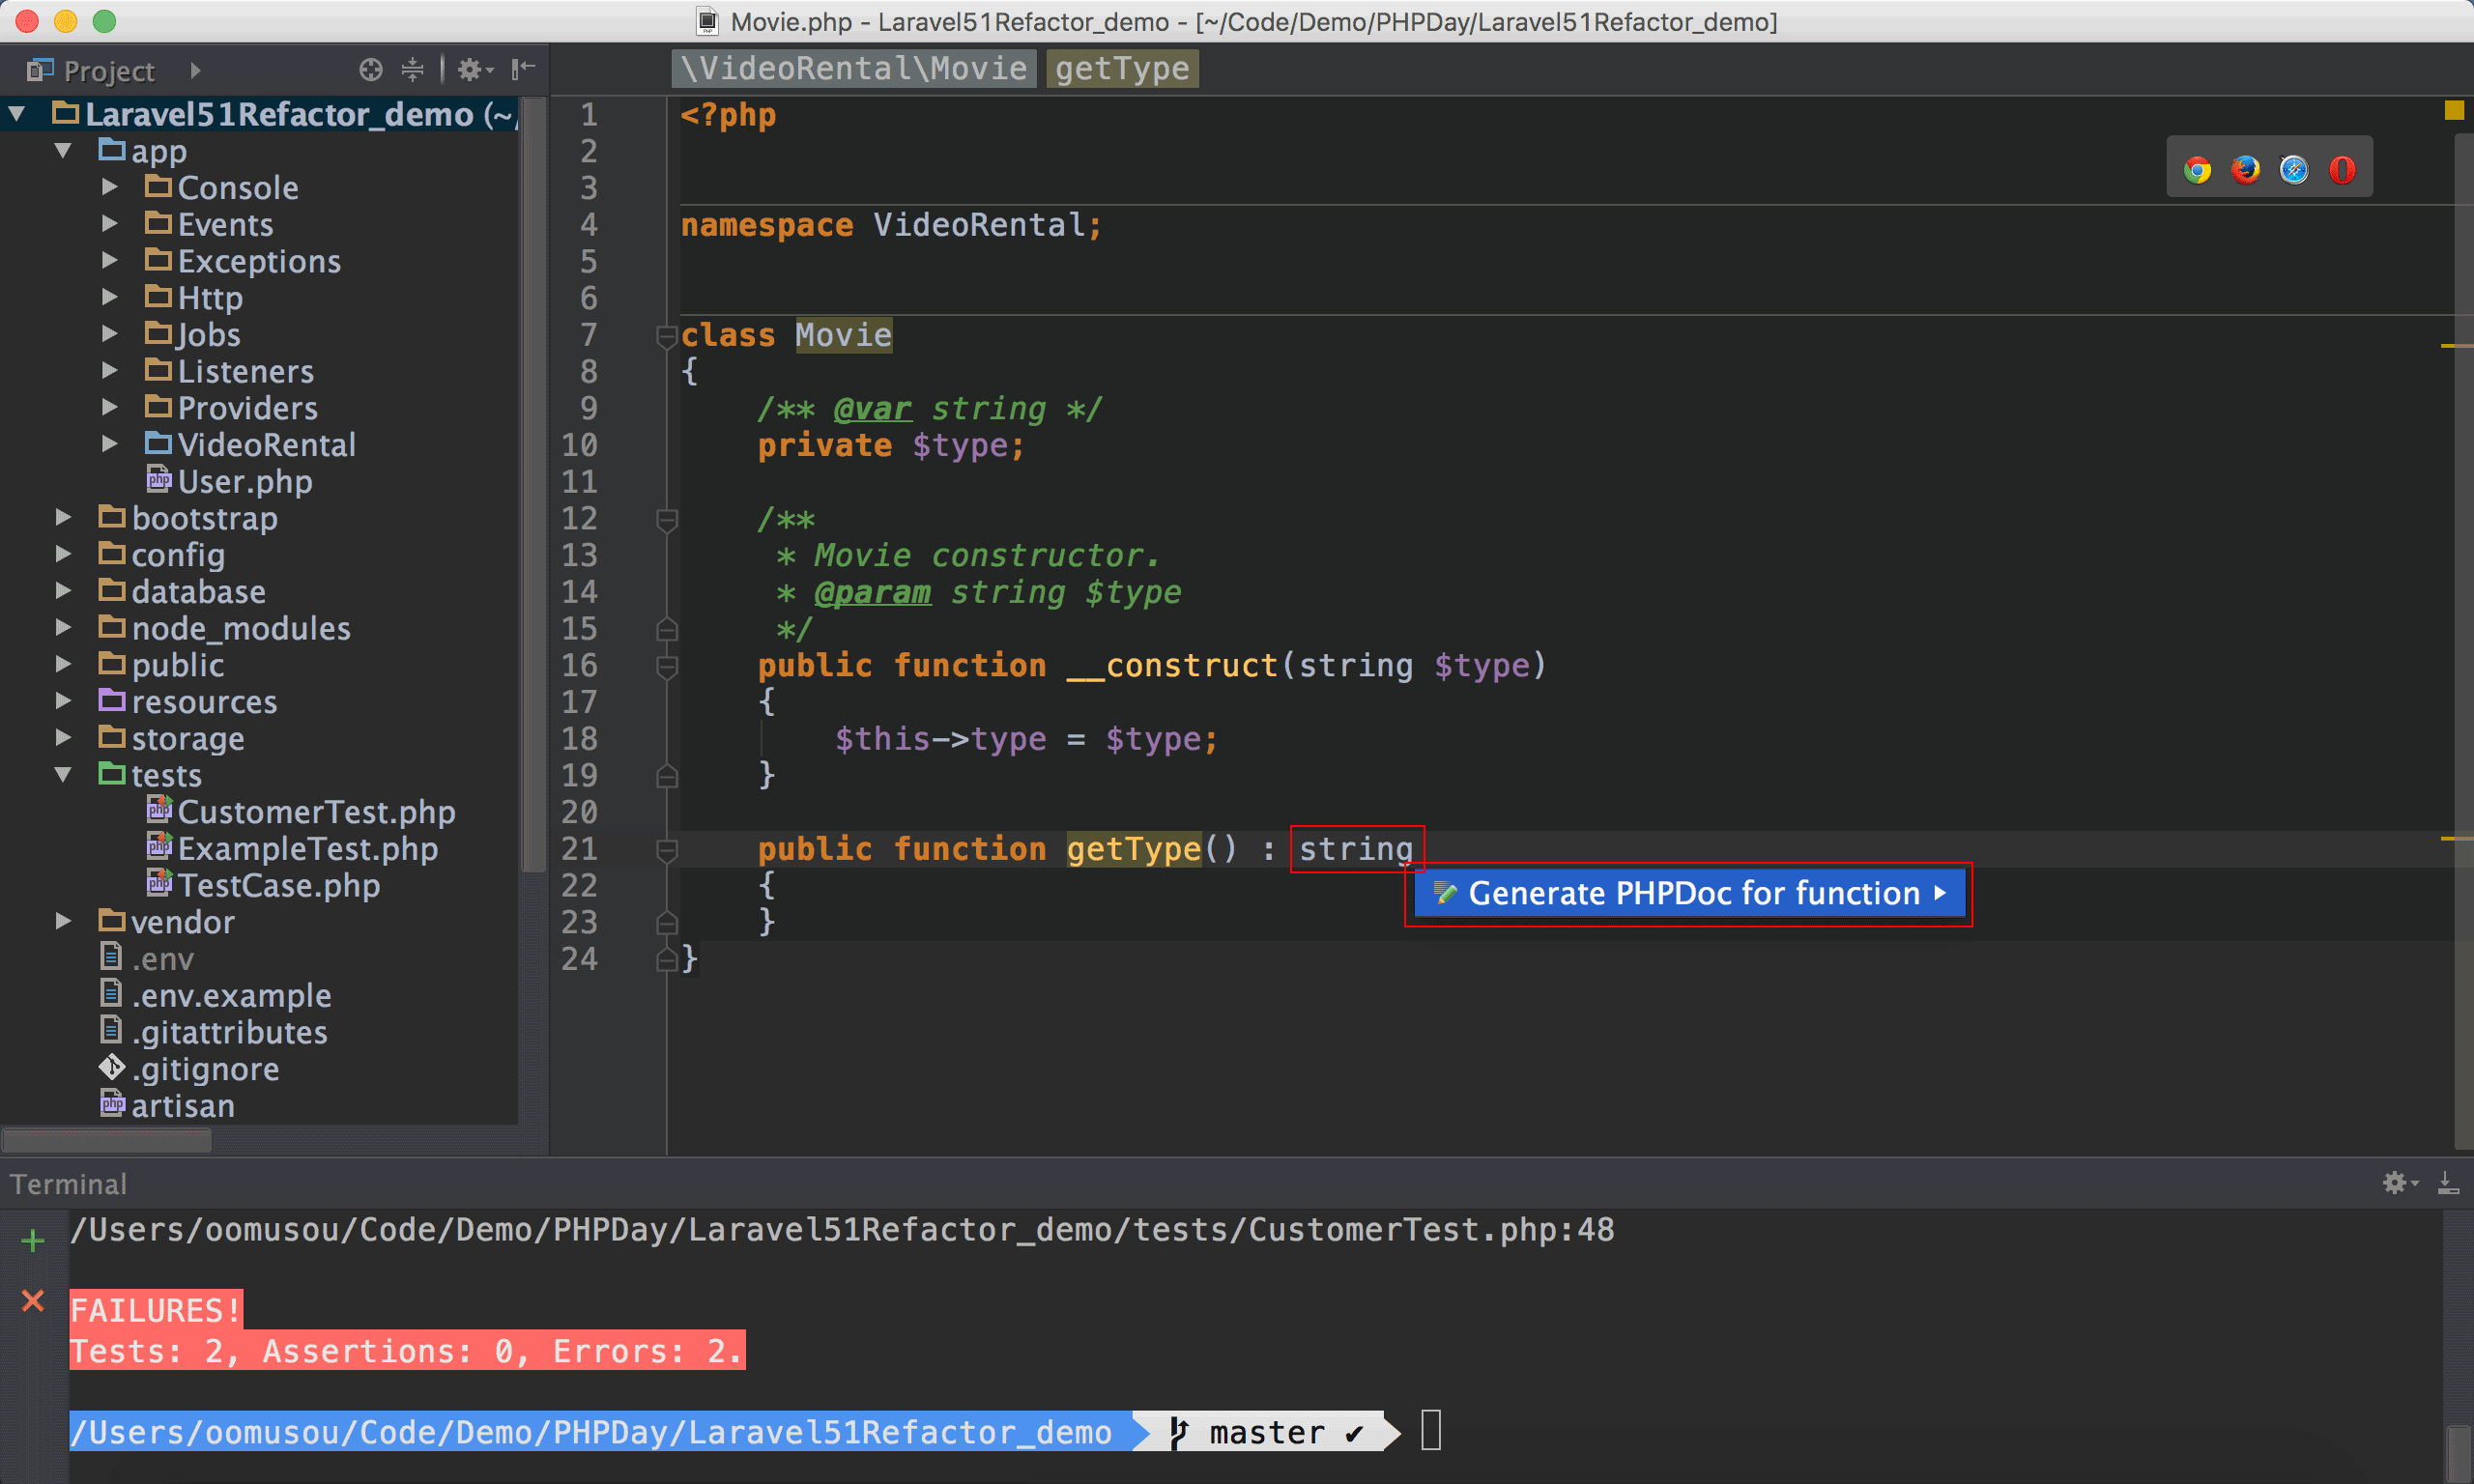 Movie.php - Laravel51Refactor_demo - [~/Code/Demo/PHPDay/Laravel51Refactor_demo]
Project
\VideoRental\Movie getType
Laravel51Refactor_demo (~/
app
Console
Events
Exceptions
Http
Jobs
Listeners
Providers
VideoRental
User.php
bootstrap
config
database
node_modules
public
resources
storage
tests
CustomerTest.php
ExampleTest.php
TestCase.php
vendor
.env
.env.example
.gitattributes
.gitignore
artisan
1 <?php
2
3
4 namespace VideoRental;
5
6
7 class Movie
8 {
9 /** @var string */
10 private $type;
11
12 /**
13 * Movie constructor.
14 * @param string $type
15 */
16 public function __construct(string $type)
17 {
18 $this->type = $type;
19 }
20
21 public function getType() : string
22 {
23 }
24 }
Generate PHPDoc for function
Terminal
/Users/oomusou/Code/Demo/PHPDay/Laravel51Refactor_demo/tests/CustomerTest.php:48
FAILURES!
Tests: 2, Assertions: 0, Errors: 2.
/Users/oomusou/Code/Demo/PHPDay/Laravel51Refactor_demo master ✔